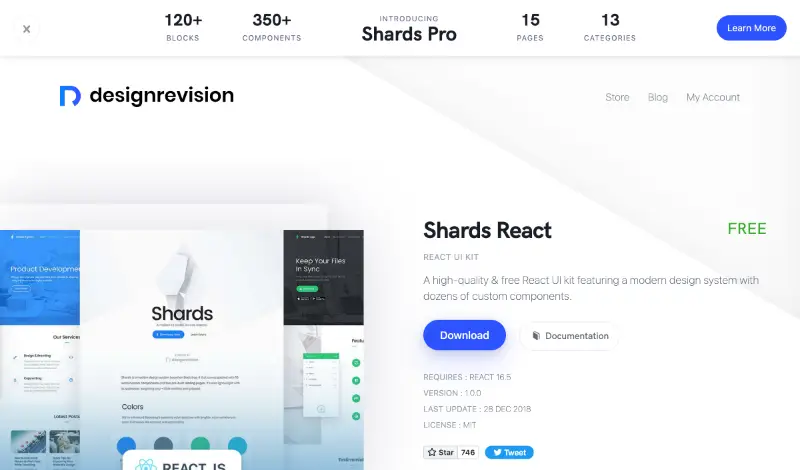 x
120+
BLOCKS
350+
COMPONENTS
INTRODUCING
Shards Pro
15
PAGES
13
CATEGORIES
Learn More
designrevision
Store
Blog
My Account
Shards React
FREE
REACT UI KIT
A high-quality & free React UI kit featuring a modern design system with
dozens of custom components.
Download
Documentation
REQUIRES : REACT 16.5
VERSION : 1.0.0
LAST UPDATE : 28 DEC 2018
LICENSE : MIT
Star
746
Tweet
Product Developmen
Shards
Keep Your Files
in Sync
Our Services
Colors
Latest Posts
REACT JS